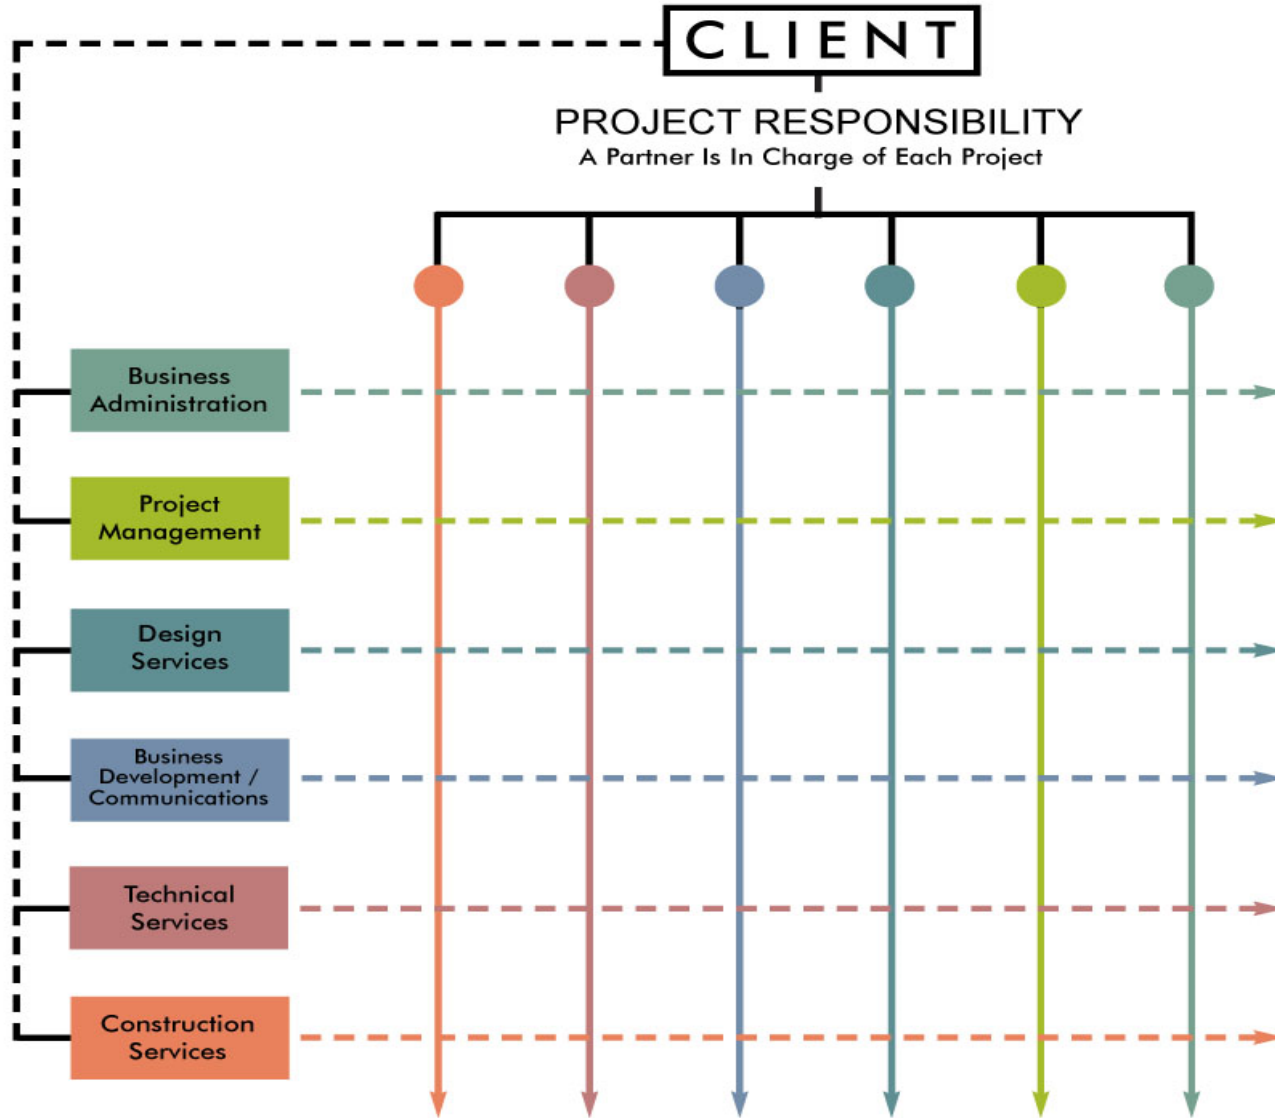 CLIENT
PROJECT RESPONSIBILITY
A Partner Is In Charge of Each Project
Business
Administration
Project
Management
Design
Services
Business
Development /
Communications
Technical
Services
Construction
Services